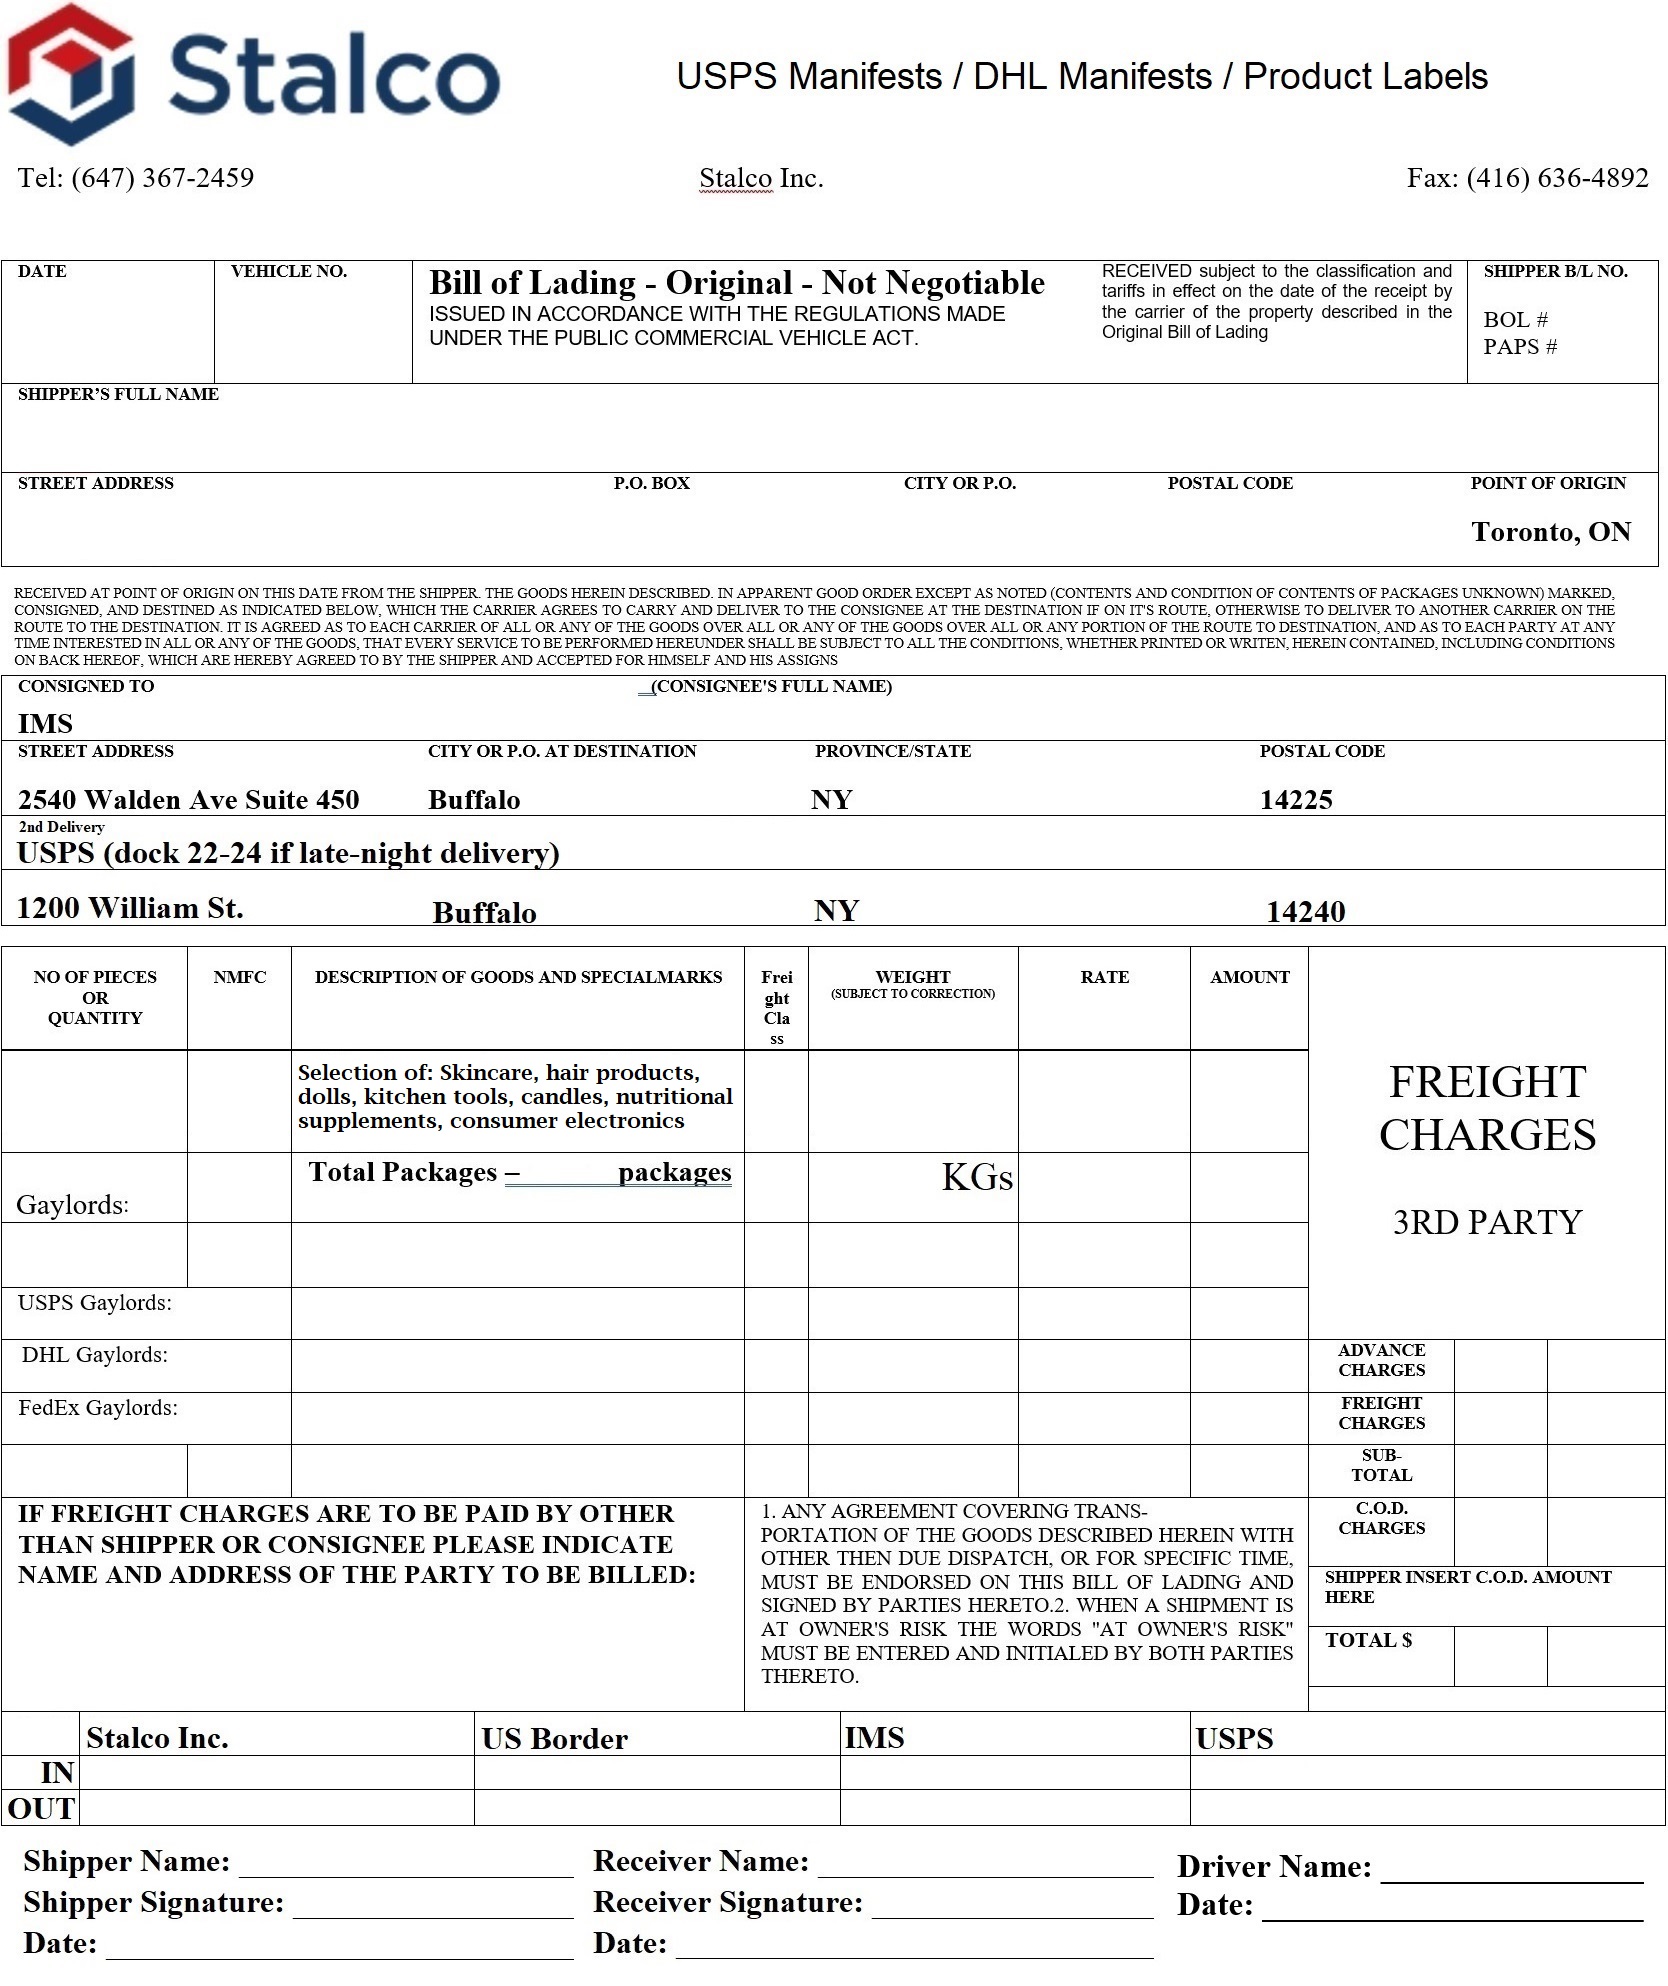 Stalco
USPS Manifests / DHL Manifests / Product Labels
Tel: (647) 367-2459
Stalco Inc.
Fax: (416) 636-4892
DATE
VEHICLE NO.
Bill of Lading - Original - Not Negotiable
ISSUED IN ACCORDANCE WITH THE REGULATIONS MADE
UNDER THE PUBLIC COMMERCIAL VEHICLE ACT.
RECEIVED subject to the classification and
tariffs in effect on the date of the receipt by
the carrier of the property described in the
Original Bill of Lading
SHIPPER B/L NO.
BOL #
PAPS #
SHIPPER'S FULL NAME
STREET ADDRESS
P.O. BOX
CITY OR P.O.
POSTAL CODE
POINT OF ORIGIN
Toronto, ON
RECEIVED AT POINT OF ORIGIN ON THIS DATE FROM THE SHIPPER. THE GOODS HEREIN DESCRIBED. IN APPARENT GOOD ORDER EXCEPT AS NOTED (CONTENTS AND CONDITION OF CONTENTS OF PACKAGES UNKNOWN) MARKED,
CONSIGNED, AND DESTINED AS INDICATED BELOW, WHICH THE CARRIER AGREES TO CARRY AND DELIVER TO THE CONSIGNEE AT THE DESTINATION IF ON IT'S ROUTE, OTHERWISE TO DELIVER TO ANOTHER CARRIER ON THE
ROUTE TO THE DESTINATION. IT IS AGREED AS TO EACH CARRIER OF ALL OR ANY OF THE GOODS OVER ALL OR ANY OF THE GOODS OVER ALL OR ANY PORTION OF THE ROUTE TO DESTINATION, AND AS TO EACH PARTY AT ANY
TIME INTERESTED IN ALL OR ANY OF THE GOODS, THAT EVERY SERVICE TO BE PERFORMED HEREUNDER SHALL BE SUBJECT TO ALL THE CONDITIONS, WHETHER PRINTED OR WRITEN, HEREIN CONTAINED, INCLUDING CONDITIONS
ON BACK HEREOF, WHICH ARE HEREBY AGREED TO BY THE SHIPPER AND ACCEPTED FOR HIMSELF AND HIS ASSIGNS
CONSIGNED TO
(CONSIGNEE'S FULL NAME)
IMS
STREET ADDRESS
CITY OR P.O. AT DESTINATION
PROVINCE/STATE
POSTAL CODE
2540 Walden Ave Suite 450
Buffalo
NY
14225
2nd Delivery
USPS (dock 22-24 if late-night delivery)
1200 William St.
Buffalo
NY
14240
NO OF PIECES
OR
QUANTITY
NMFC
DESCRIPTION OF GOODS AND SPECIALMARKS
Frei
ght
Cla
ss
WEIGHT
(SUBJECT TO CORRECTION)
RATE
AMOUNT
FREIGHT
CHARGES
3RD PARTY
Selection of: Skincare, hair products,
dolls, kitchen tools, candles, nutritional
supplements, consumer electronics
Gaylords:
Total Packages – packages
KGs
USPS Gaylords:
DHL Gaylords:
FedEx Gaylords:
ADVANCE
CHARGES
FREIGHT
CHARGES
SUB-
TOTAL
C.O.D.
CHARGES
SHIPPER INSERT C.O.D. AMOUNT
HERE
TOTAL $
IF FREIGHT CHARGES ARE TO BE PAID BY OTHER
THAN SHIPPER OR CONSIGNEE PLEASE INDICATE
NAME AND ADDRESS OF THE PARTY TO BE BILLED:
1. ANY AGREEMENT COVERING TRANS-
PORTATION OF THE GOODS DESCRIBED HEREIN WITH
OTHER THEN DUE DISPATCH, OR FOR SPECIFIC TIME,
MUST BE ENDORSED ON THIS BILL OF LADING AND
SIGNED BY PARTIES HERETO.2. WHEN A SHIPMENT IS
AT OWNER'S RISK THE WORDS "AT OWNER'S RISK"
MUST BE ENTERED AND INITIALED BY BOTH PARTIES
THERETO.
Stalco Inc.
US Border
IMS
USPS
IN
OUT
Shipper Name:
Receiver Name:
Driver Name:
Shipper Signature:
Receiver Signature:
Date:
Date:
Date: